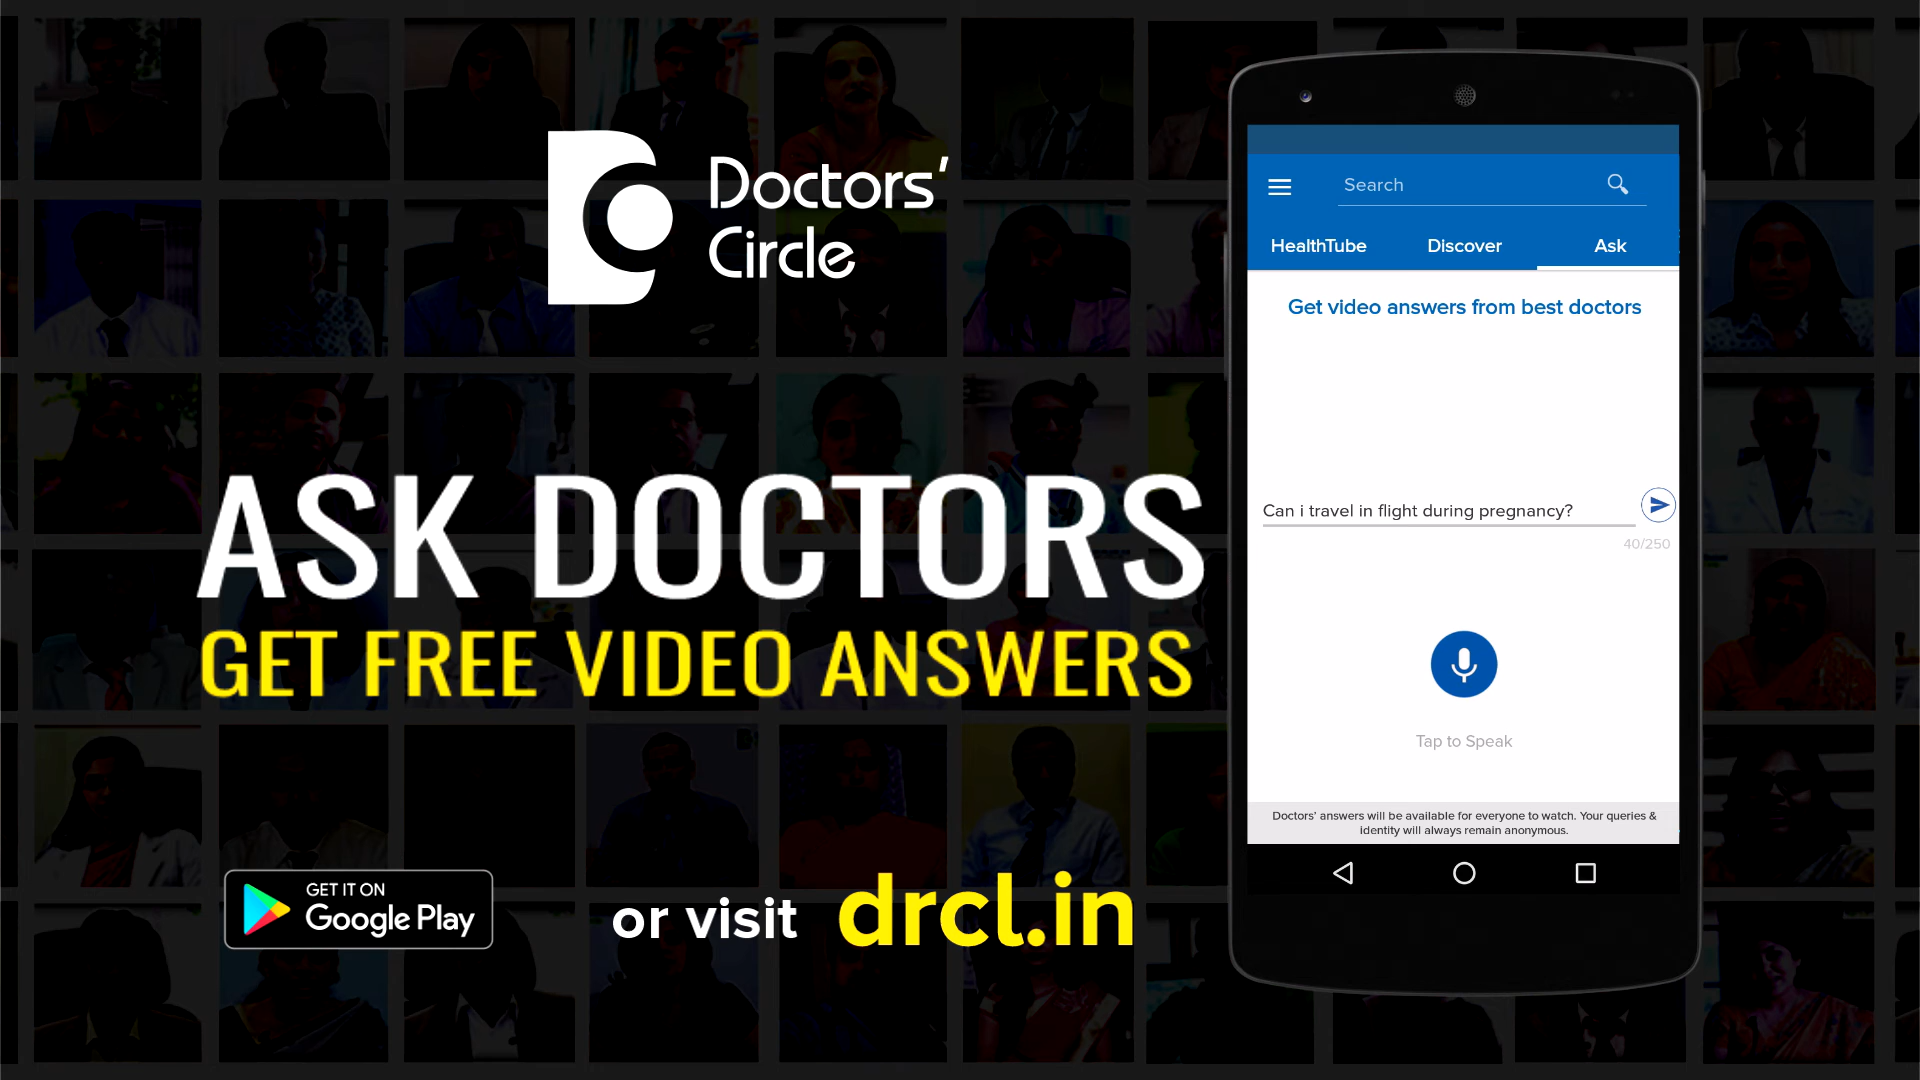 Doctors'
Circle
ASK DOCTORS
GET FREE VIDEO ANSWERS
GET IT ON
Google Play
or visit drcl.in
Search
HealthTube Discover Ask
Get video answers from best doctors
Can i travel in flight during pregnancy?
40/250
Tap to Speak
Doctors' answers will be available for everyone to watch. Your queries &
identity will always remain anonymous.